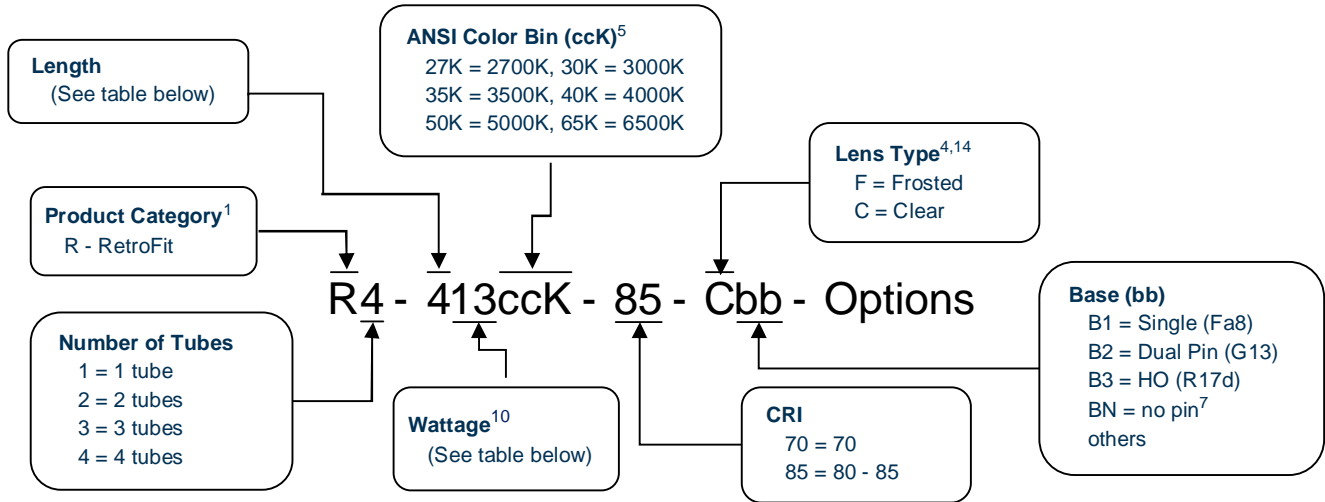 ANSI Color Bin (ccK)5
27K = 2700K, 30K = 3000K
35K = 3500K, 40K = 4000K
50K = 5000K, 65K = 6500K
Length
(See table below)
Lens Type4,14
F = Frosted
C = Clear
Product Category1
R - RetroFit
R4 - 413ccK - 85 - Cbb - Options
Number of Tubes
1 = 1 tube
2 = 2 tubes
3 = 3 tubes
4 = 4 tubes
Wattage10
(See table below)
CRI
70 = 70
85 = 80 - 85
Base (bb)
B1 = Single (Fa8)
B2 = Dual Pin (G13)
B3 = HO (R17d)
BN = no pin7
others